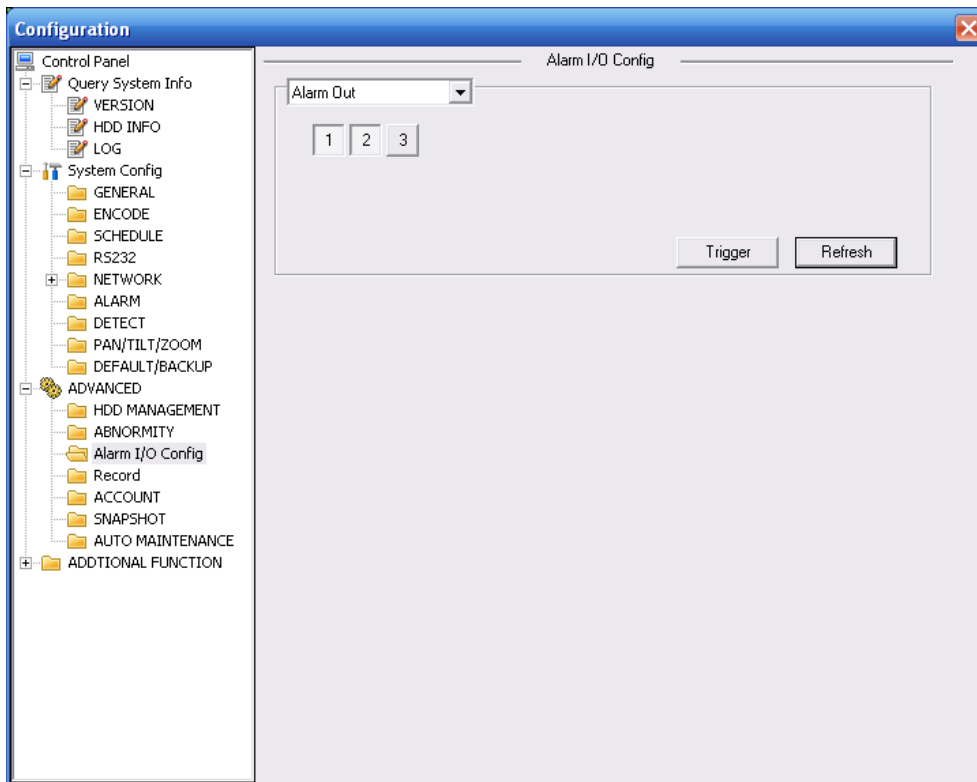 Configuration
Control Panel
Query System Info
VERSION
HDD INFO
LOG
System Config
GENERAL
ENCODE
SCHEDULE
RS232
NETWORK
ALARM
DETECT
PAN/TILT/ZOOM
DEFAULT/BACKUP
ADVANCED
HDD MANAGEMENT
ABNORMITY
Alarm I/O Config
Record
ACCOUNT
SNAPSHOT
AUTO MAINTENANCE
ADDTIONAL FUNCTION
Alarm I/O Config
Alarm Out
1 2 3
Trigger Refresh